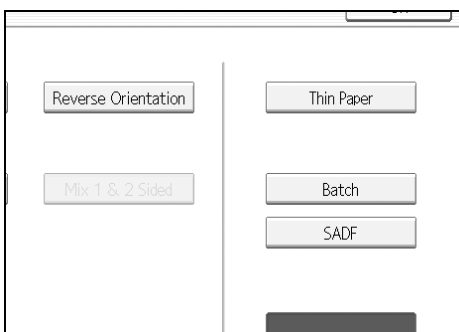 Reverse Orientation
Thin Paper
Mix 1 & 2 Sided
Batch
SADF